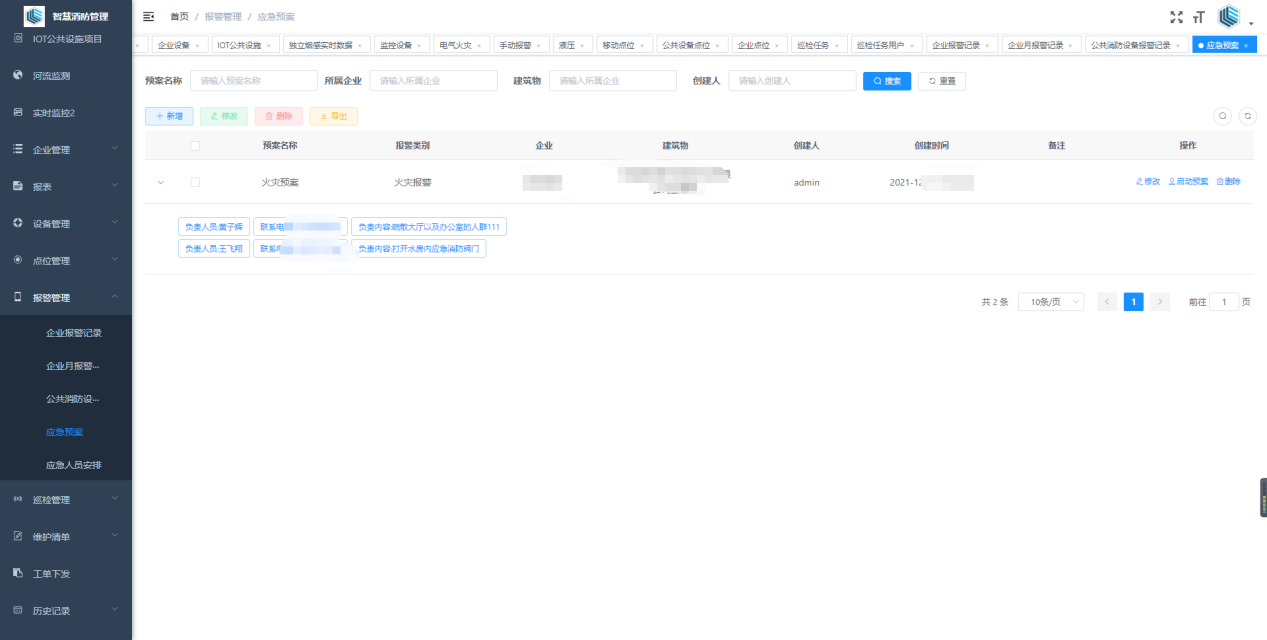 智慧消防管理
首页 / 报警管理 / 应急预案
IOT公共设施项目
河流监测
实时监控2
企业管理
报表
设备管理
点位管理
报警管理
企业报警记录
企业月报警...
公共消防设...
应急预案
应急人员安排
巡检管理
维护清单
工单下发
历史记录
企业设备 × IOT公共设施 × 独立烟感实时数据 × 监控设备 × 电气火灾 × 手动报警 × 液压 × 移动点位 × 公共设备点位 × 企业点位 × 巡检任务 × 巡检任务用户 × 企业报警记录 × 企业月报警记录 × 公共消防设备报警记录 × 应急预案 ×
预案名称 请输入预案名称 所属企业 请输入所属企业 建筑物 请输入所属企业 创建人 请输入创建人 搜索 重置
+ 新增 修改 删除 导出
预案名称 报警类别 企业 建筑物 创建人 创建时间 备注 操作
火灾预案 火灾报警 admin 2021-12 修改 启动预案 删除
负责人员:黄子辉 联系电 负责内容:疏散大厅以及办公室的人群111
负责人员:王飞翔 联系电 负责内容:打开水房内应急消防阀门
共 2 条 10条/页 < 1 > 前往 1 页